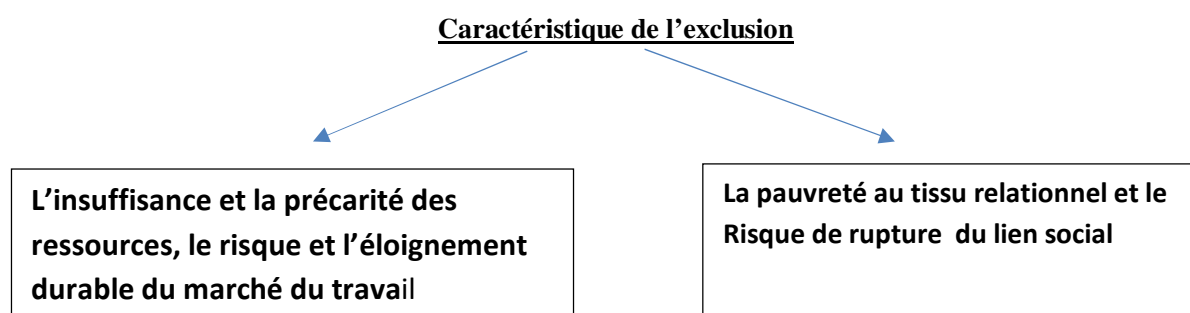 Caractéristique de l’exclusion
L’insuffisance et la précarité des
ressources, le risque et l’éloignement
durable du marché du travail
La pauvreté au tissu relationnel et le
Risque de rupture du lien social